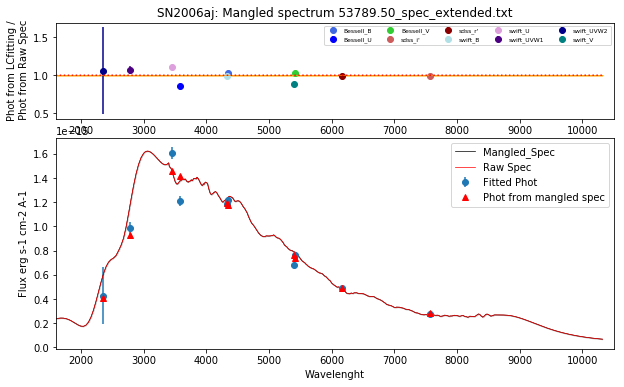 SN2006aj: Mangled spectrum 53789.50_spec_extended.txt
Phot from LCfitting /
Phot from Raw Spec
1.5
1.0
0.5
Bessell_B
Bessell_U
Bessell_V
sdss_i'
sdss_r'
swift_B
swift_U
swift_UVW1
swift_UVW2
swift_V
2000 3000 4000 5000 6000 7000 8000 9000 10000
1e−15
Flux erg s-1 cm-2 A-1
1.6
1.4
1.2
1.0
0.8
0.6
0.4
0.2
0.0
Mangled_Spec
Raw Spec
Fitted Phot
Phot from mangled spec
2000 3000 4000 5000 6000 7000 8000 9000 10000
Wavelenght